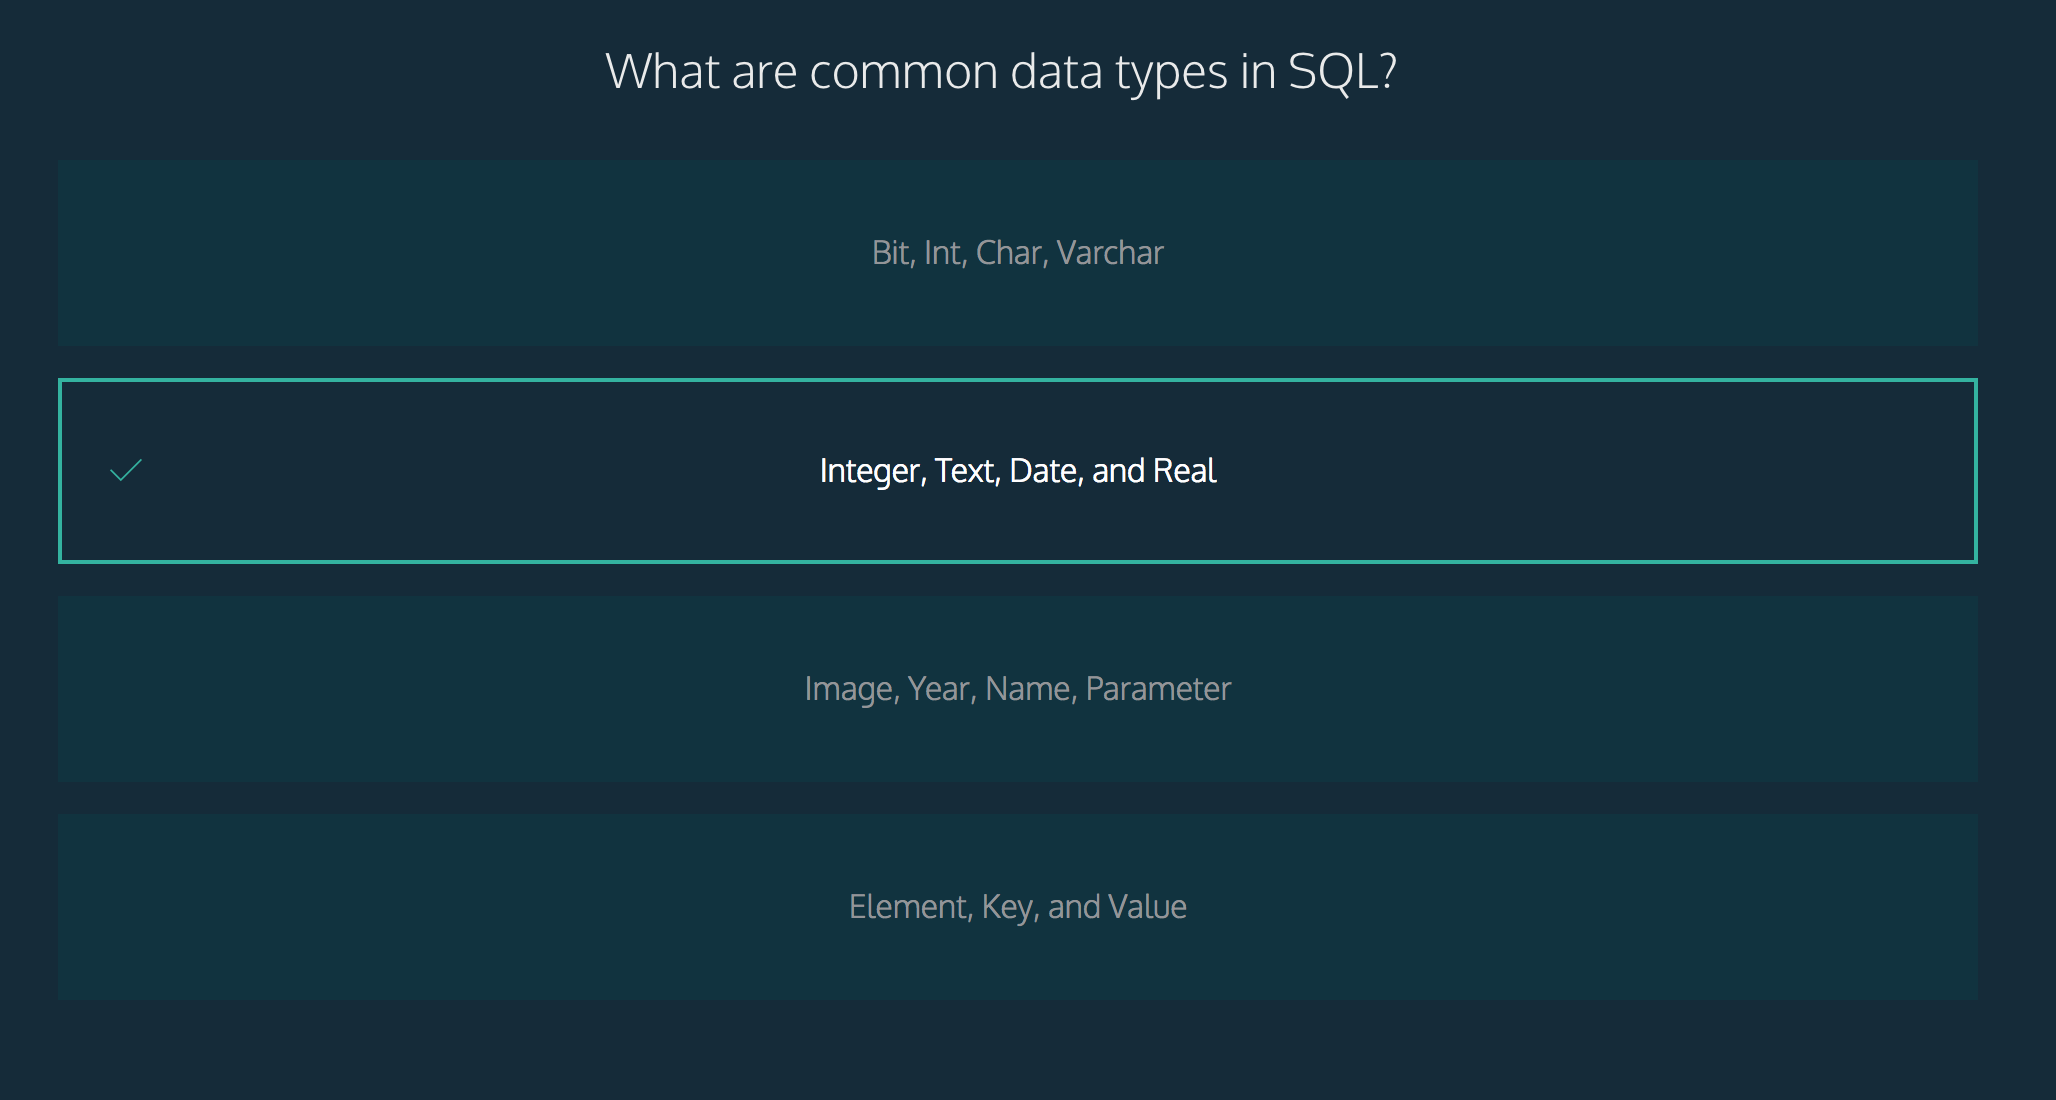 What are common data types in SQL?
Bit, Int, Char, Varchar
Integer, Text, Date, and Real
Image, Year, Name, Parameter
Element, Key, and Value